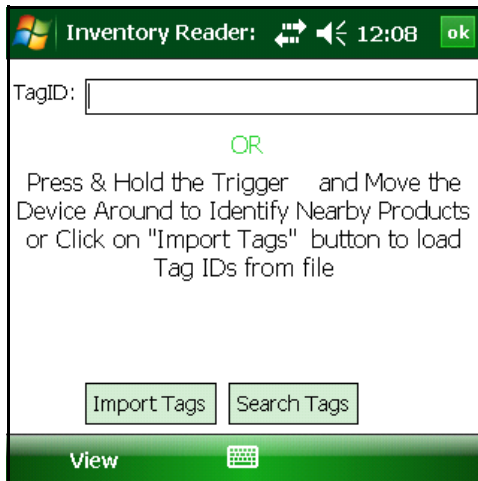 Inventory Reader: 12:08 ok
TagID:
OR
Press & Hold the Trigger and Move the
Device Around to Identify Nearby Products
or Click on "Import Tags" button to load
Tag IDs from file
Import Tags Search Tags
View